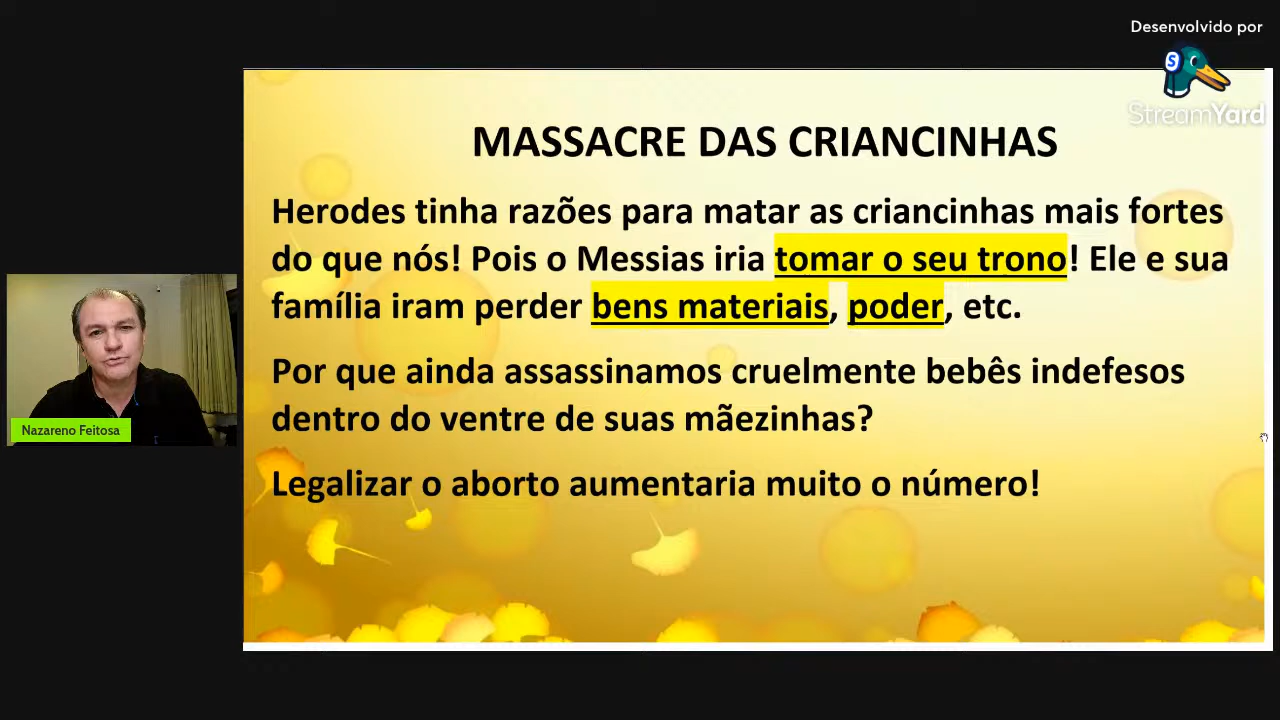 Desenvolvido por
StreamYard
MASSACRE DAS CRIANCINHAS
Herodes tinha razões para matar as criancinhas mais fortes
do que nós! Pois o Messias iria tomar o seu trono! Ele e sua
família iram perder bens materiais, poder, etc.
Por que ainda assassinamos cruelmente bebês indefesos
dentro do ventre de suas mãezinhas?
Legalizar o aborto aumentaria muito o número!
Nazareno Feitosa